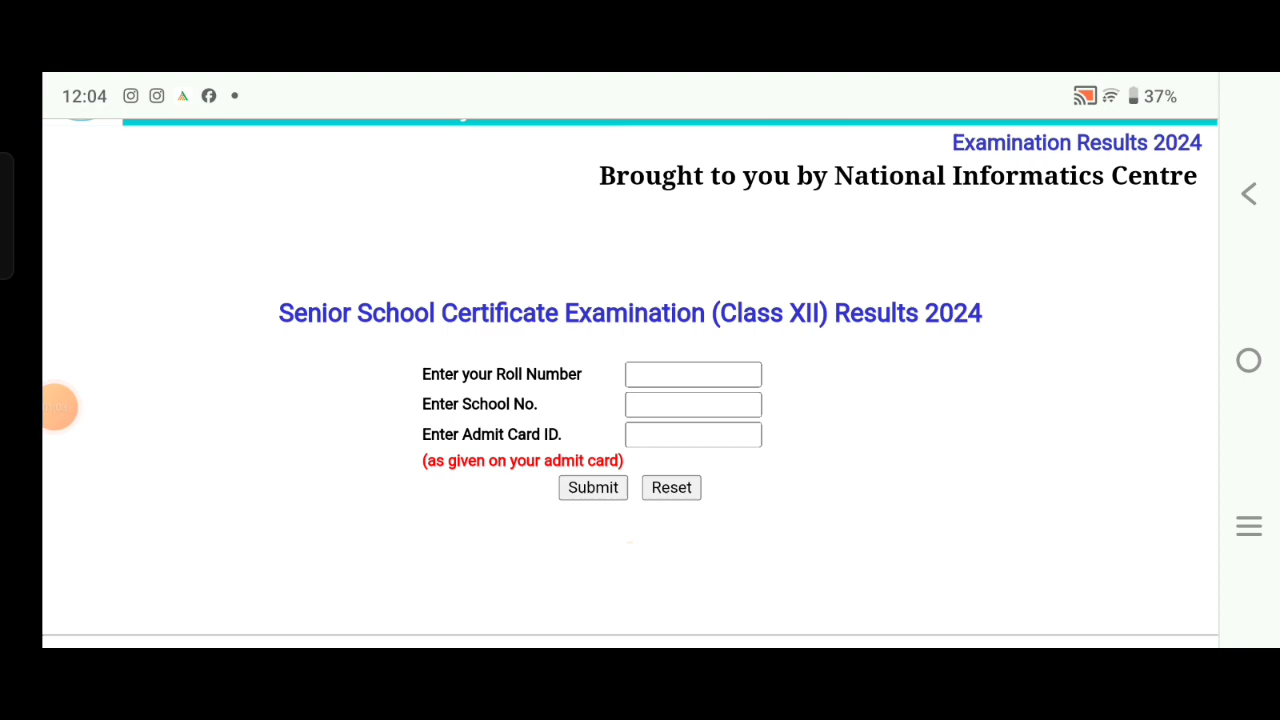 12:04
37%
Examination Results 2024
Brought to you by National Informatics Centre
Senior School Certificate Examination (Class XII) Results 2024
Enter your Roll Number
Enter School No.
Enter Admit Card ID.
(as given on your admit card)
Submit Reset